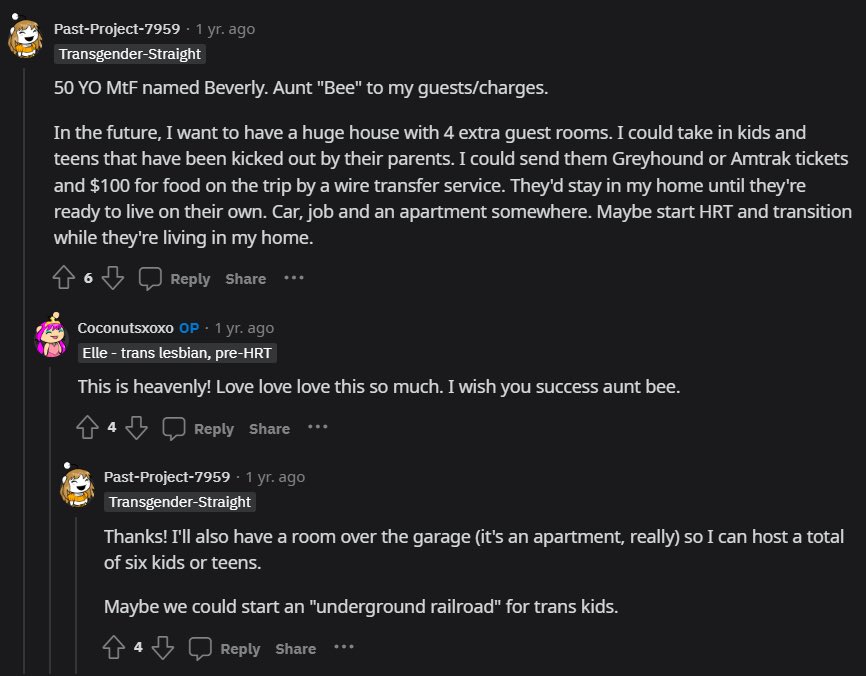 Past-Project-7959 · 1 yr. ago
Transgender-Straight
50 YO MtF named Beverly. Aunt "Bee" to my guests/charges.
In the future, I want to have a huge house with 4 extra guest rooms. I could take in kids and
teens that have been kicked out by their parents. I could send them Greyhound or Amtrak tickets
and $100 for food on the trip by a wire transfer service. They'd stay in my home until they're
ready to live on their own. Car, job and an apartment somewhere. Maybe start HRT and transition
while they're living in my home.
6 Reply Share ···
Coconutsxoxo OP · 1 yr. ago
Elle - trans lesbian, pre-HRT
This is heavenly! Love love love this so much. I wish you success aunt bee.
4 Reply Share ···
Past-Project-7959 · 1 yr. ago
Transgender-Straight
Thanks! I'll also have a room over the garage (it's an apartment, really) so I can host a total
of six kids or teens.
Maybe we could start an "underground railroad" for trans kids.
4 Reply Share ···